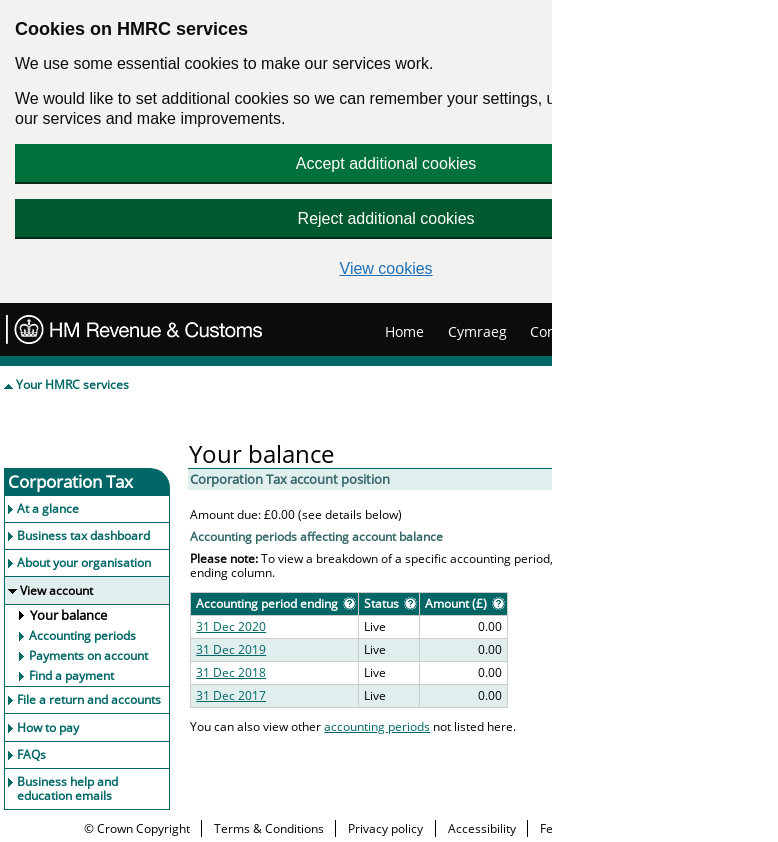 Cookies on HMRC services
We use some essential cookies to make our services work.
We would like to set additional cookies so we can remember your settings,
our services and make improvements.
Accept additional cookies
Reject additional cookies
View cookies
HM Revenue & Customs
Home Cymraeg
Your HMRC services
Your balance
Corporation Tax
Corporation Tax account position
At a glance
Business tax dashboard
About your organisation
View account
Your balance
Accounting periods
Payments on account
Find a payment
File a return and accounts
How to pay
FAQs
Business help and
education emails
Amount due: £0.00 (see details below)
Accounting periods affecting account balance
Please note: To view a breakdown of a specific accounting period,
ending column.
Accounting period ending ? Status ? Amount (£) ?
31 Dec 2020 Live 0.00
31 Dec 2019 Live 0.00
31 Dec 2018 Live 0.00
31 Dec 2017 Live 0.00
You can also view other accounting periods not listed here.
© Crown Copyright Terms & Conditions Privacy policy Accessibility